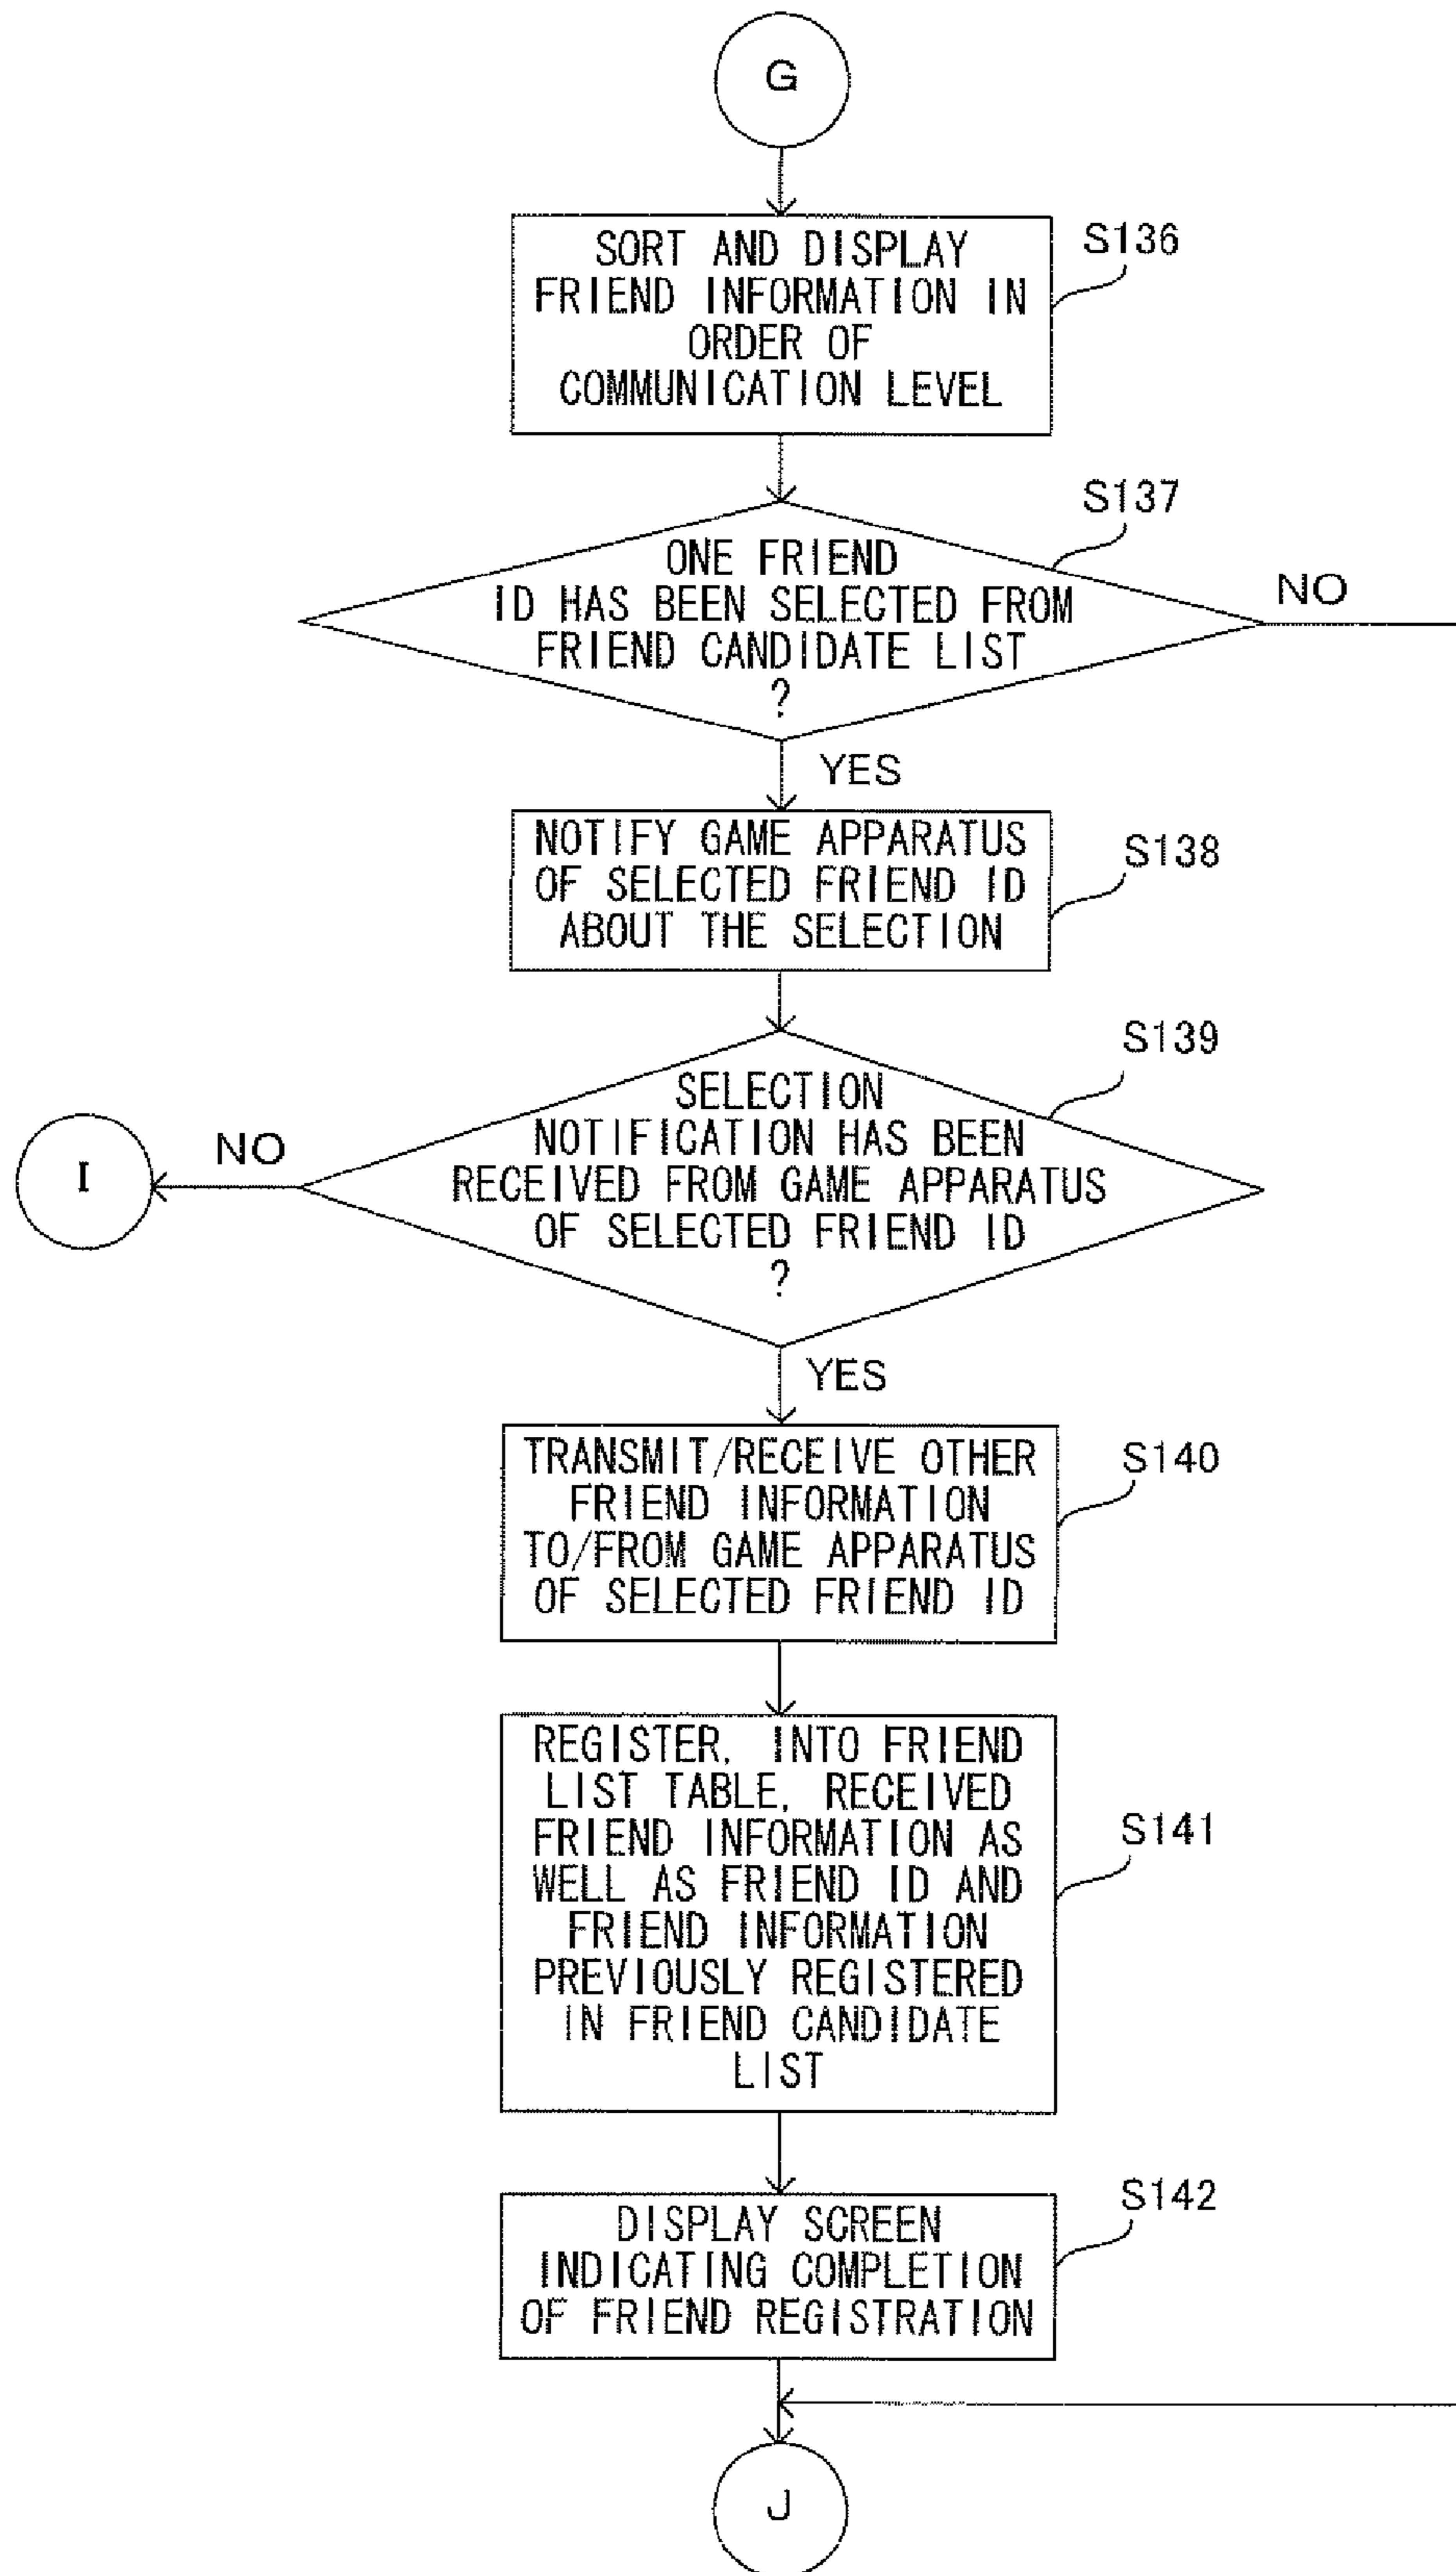 G
SORT AND DISPLAY
FRIEND INFORMATION IN
ORDER OF
COMMUNICATION LEVEL
S136
ONE FRIEND
ID HAS BEEN SELECTED FROM
FRIEND CANDIDATE LIST
?
S137
NO
YES
NOTIFY GAME APPARATUS
OF SELECTED FRIEND ID
ABOUT THE SELECTION
S138
SELECTION
NOTIFICATION HAS BEEN
RECEIVED FROM GAME APPARATUS
OF SELECTED FRIEND ID
?
S139
NO
I
YES
TRANSMIT/RECEIVE OTHER
FRIEND INFORMATION
TO/FROM GAME APPARATUS
OF SELECTED FRIEND ID
S140
REGISTER, INTO FRIEND
LIST TABLE, RECEIVED
FRIEND INFORMATION AS
WELL AS FRIEND ID AND
FRIEND INFORMATION
PREVIOUSLY REGISTERED
IN FRIEND CANDIDATE
LIST
S141
DISPLAY SCREEN
INDICATING COMPLETION
OF FRIEND REGISTRATION
S142
J